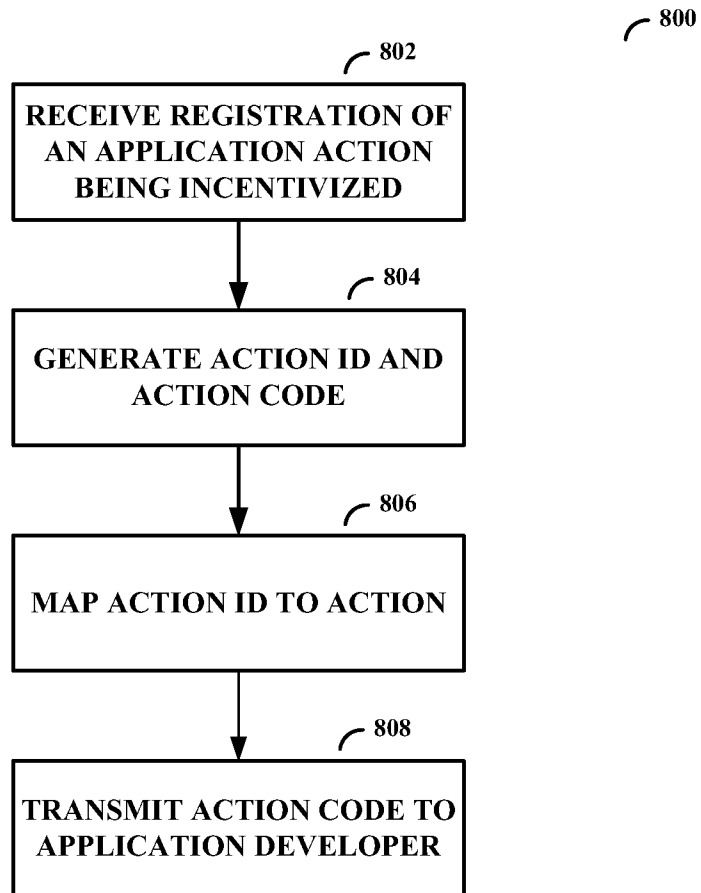 800
802
RECEIVE REGISTRATION OF
AN APPLICATION ACTION
BEING INCENTIVIZED
804
GENERATE ACTION ID AND
ACTION CODE
806
MAP ACTION ID TO ACTION
808
TRANSMIT ACTION CODE TO
APPLICATION DEVELOPER